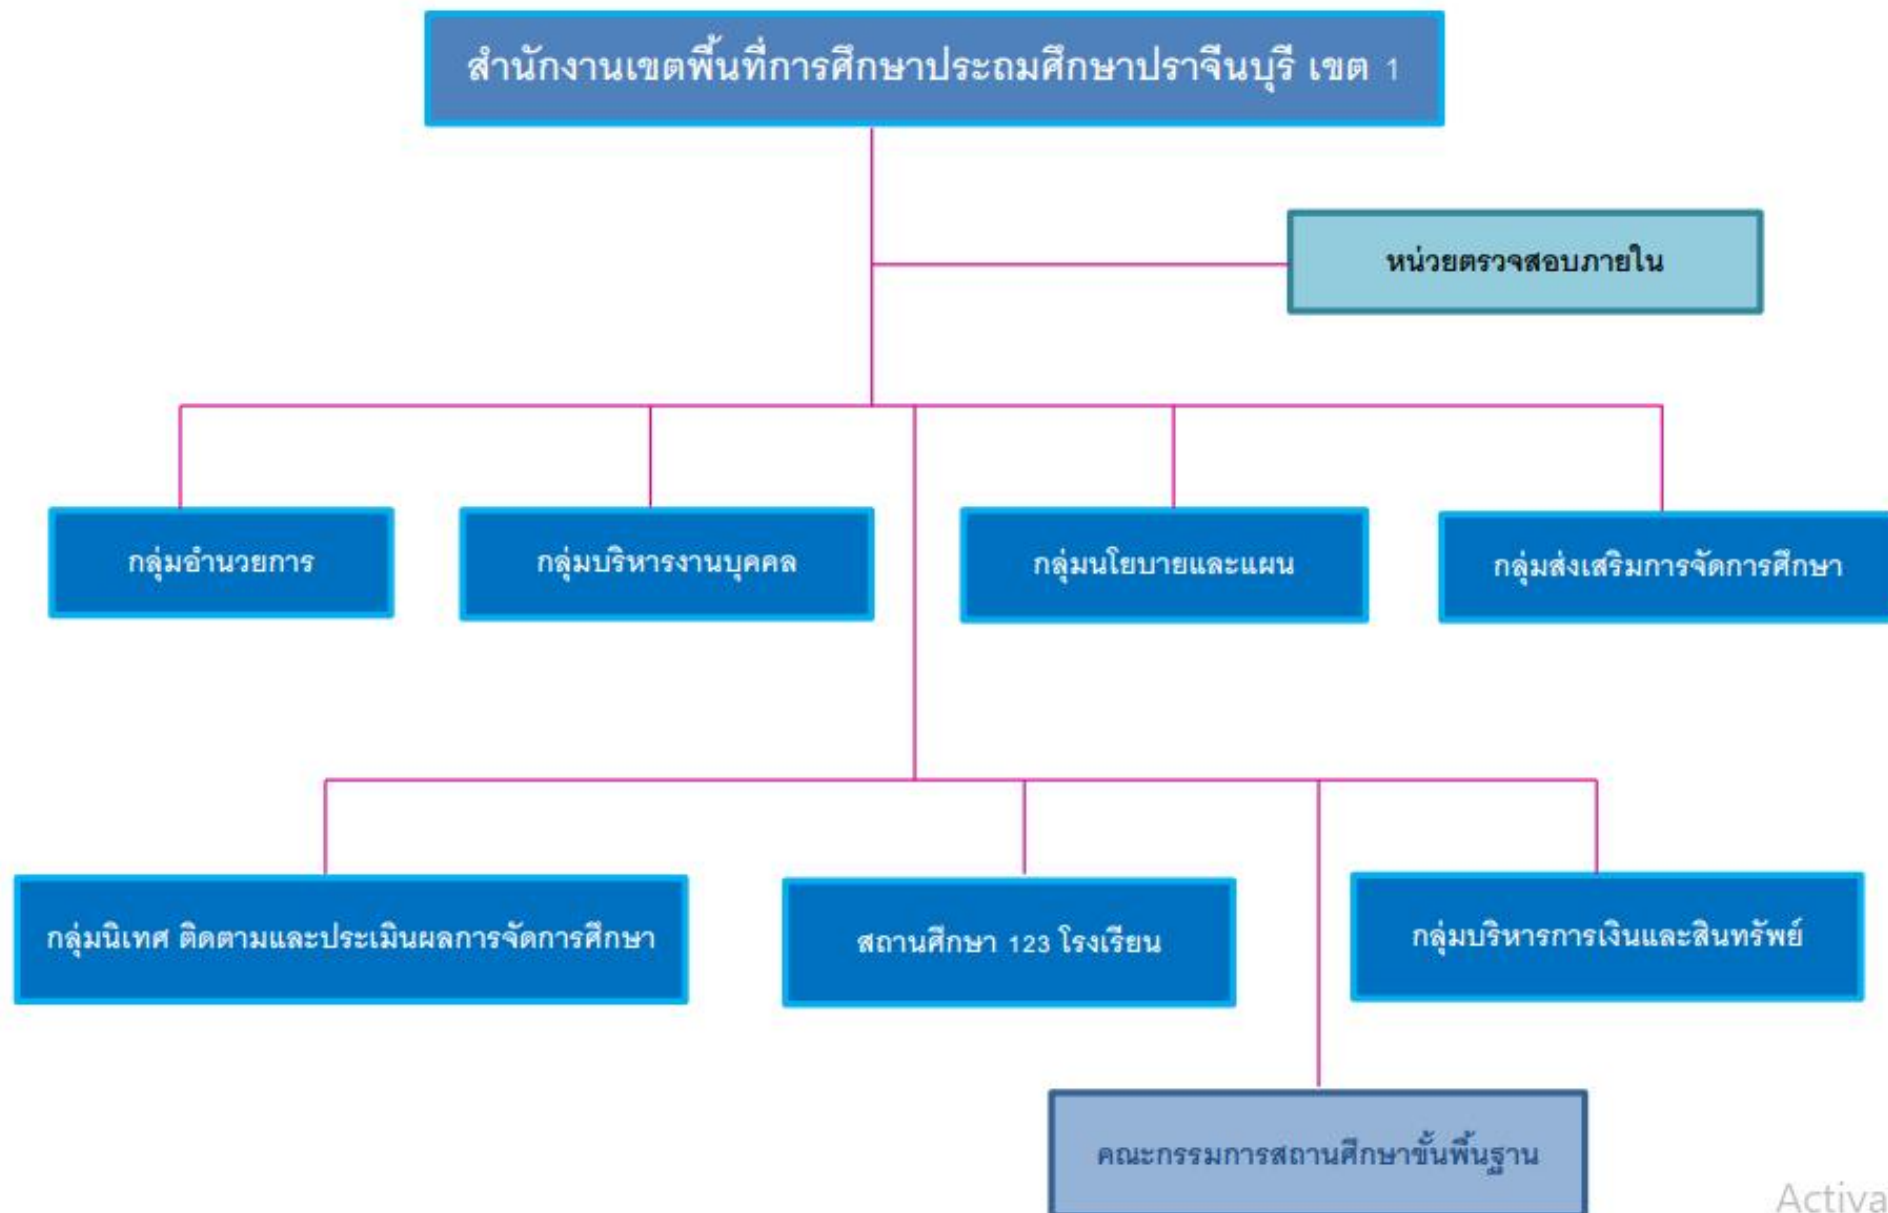 สำนักงานเขตพื้นที่การศึกษาประถมศึกษาปราจีนบุรี เขต 1
หน่วยตรวจสอบภายใน
กลุ่มอำนวยการ
กลุ่มบริหารงานบุคคล
กลุ่มนโยบายและแผน
กลุ่มส่งเสริมการจัดการศึกษา
กลุ่มนิเทศ ติดตามและประเมินผลการจัดการศึกษา
สถานศึกษา 123 โรงเรียน
กลุ่มบริหารการเงินและสินทรัพย์
คณะกรรมการสถานศึกษาขั้นพื้นฐาน
Activa